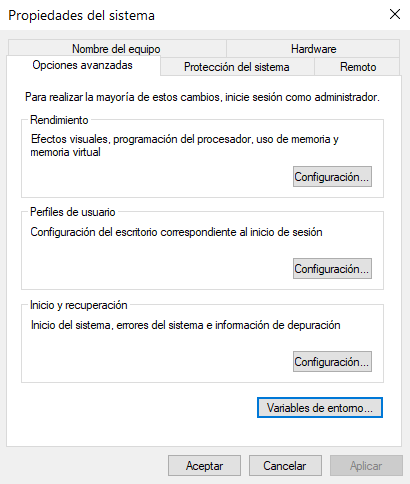 Propiedades del sistema
Nombre del equipo
Hardware
Opciones avanzadas
Protección del sistema
Remoto
Para realizar la mayoría de estos cambios, inicie sesión como administrador.
Rendimiento
Efectos visuales, programación del procesador, uso de memoria y
memoria virtual
Configuración...
Perfiles de usuario
Configuración del escritorio correspondiente al inicio de sesión
Configuración...
Inicio y recuperación
Inicio del sistema, errores del sistema e información de depuración
Configuración...
Variables de entorno...
Aceptar
Cancelar
Aplicar